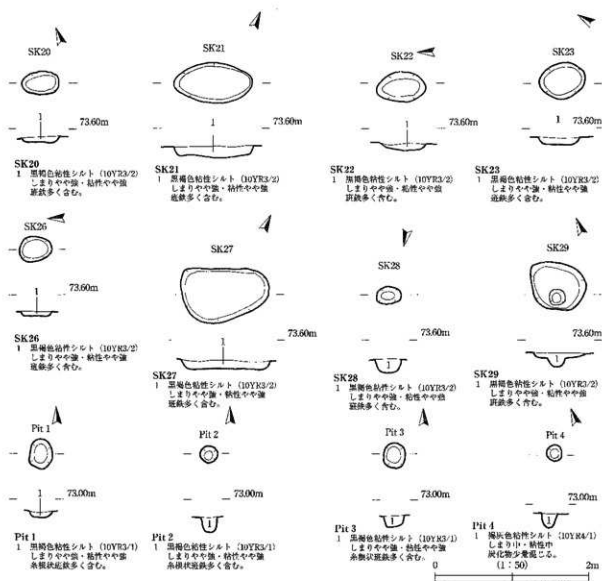 SK20
SK21
SK22
SK23
73.60m
73.60m
73.60m
73.60m
1
1
1
1
SK20
1 黒褐色粘性シルト (10YR3/2)
しまりやや強・粘性やや強
斑鉄多く含む。
SK21
1 黒褐色粘性シルト (10YR3/2)
しまりやや強・粘性やや強
斑鉄多く含む。
SK22
1 黒褐色粘性シルト (10YR3/2)
しまりやや強・粘性やや強
斑鉄多く含む。
SK23
1 黒褐色粘性シルト (10YR3/2)
しまりやや強・粘性やや強
斑鉄多く含む。
SK26
SK27
SK28
SK29
73.60m
73.60m
73.60m
73.60m
1
1
1
1
SK26
1 黒褐色粘性シルト (10YR3/2)
しまりやや強・粘性やや強
斑鉄多く含む。
SK27
1 黒褐色粘性シルト (10YR3/2)
しまりやや強・粘性やや強
斑鉄多く含む。
SK28
1 黒褐色粘性シルト (10YR3/2)
しまりやや強・粘性やや強
斑鉄多く含む。
SK29
1 黒褐色粘性シルト (10YR3/2)
しまりやや強・粘性やや強
斑鉄多く含む。
Pit 1
Pit 2
Pit 3
Pit 4
73.00m
73.00m
73.00m
73.00m
1
1
1
1
Pit 1
1 黒褐色粘性シルト (10YR3/1)
しまりやや強・粘性やや強
糸根状斑鉄多く含む。
Pit 2
1 黒褐色粘性シルト (10YR3/1)
しまりやや強・粘性やや強
糸根状斑鉄多く含む。
Pit 3
1 黒褐色粘性シルト (10YR3/1)
しまりやや強・粘性やや強
糸根状斑鉄多く含む。
Pit 4
1 褐灰色粘性シルト (10YR4/1)
しまり中・粘性中
炭化物少量混じる。
0 (1:50) 2m